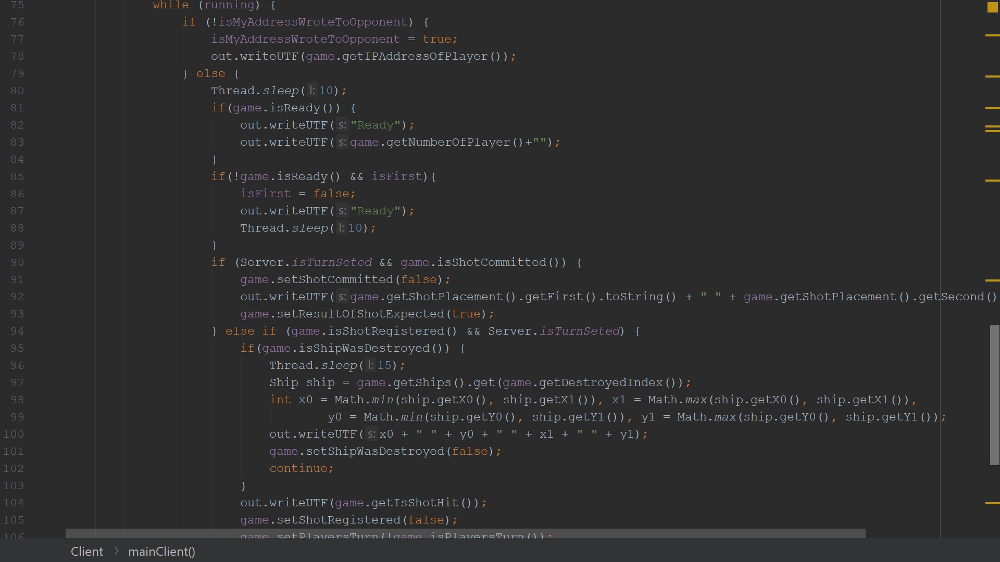 75 while (running) {
76 if (!isMyAddressWroteToOpponent) {
77 isMyAddressWroteToOpponent = true;
78 out.writeUTF(game.getIPAddressOfPlayer());
79 } else {
80 Thread.sleep( l: 10);
81 if(game.isReady()) {
82 out.writeUTF( s: "Ready");
83 out.writeUTF( s: game.getNumberOfPlayer()+"");
84 }
85 if(!game.isReady() && isFirst){
86 isFirst = false;
87 out.writeUTF( s: "Ready");
88 Thread.sleep( l: 10);
89 }
90 if (Server.isTurnSeted && game.isShotCommitted()) {
91 game.setShotCommitted(false);
92 out.writeUTF( s: game.getShotPlacement().getFirst().toString() + " " + game.getShotPlacement().getSecond()
93 game.setResultOfShotExpected(true);
94 } else if (game.isShotRegistered() && Server.isTurnSeted) {
95 if(game.isShipWasDestroyed()) {
96 Thread.sleep( l: 15);
97 Ship ship = game.getShips().get(game.getDestroyedIndex());
98 int x0 = Math.min(ship.getX0(), ship.getX1()), x1 = Math.max(ship.getX0(), ship.getX1()),
99 y0 = Math.min(ship.getY0(), ship.getY1()), y1 = Math.max(ship.getY0(), ship.getY1());
100 out.writeUTF( s: x0 + " " + y0 + " " + x1 + " " + y1);
101 game.setShipWasDestroyed(false);
102 continue;
103 }
104 out.writeUTF(game.getIsShotHit());
105 game.setShotRegistered(false);
106 game.setPlayersTurn(!game.isPlayersTurn());
Client > mainClient()